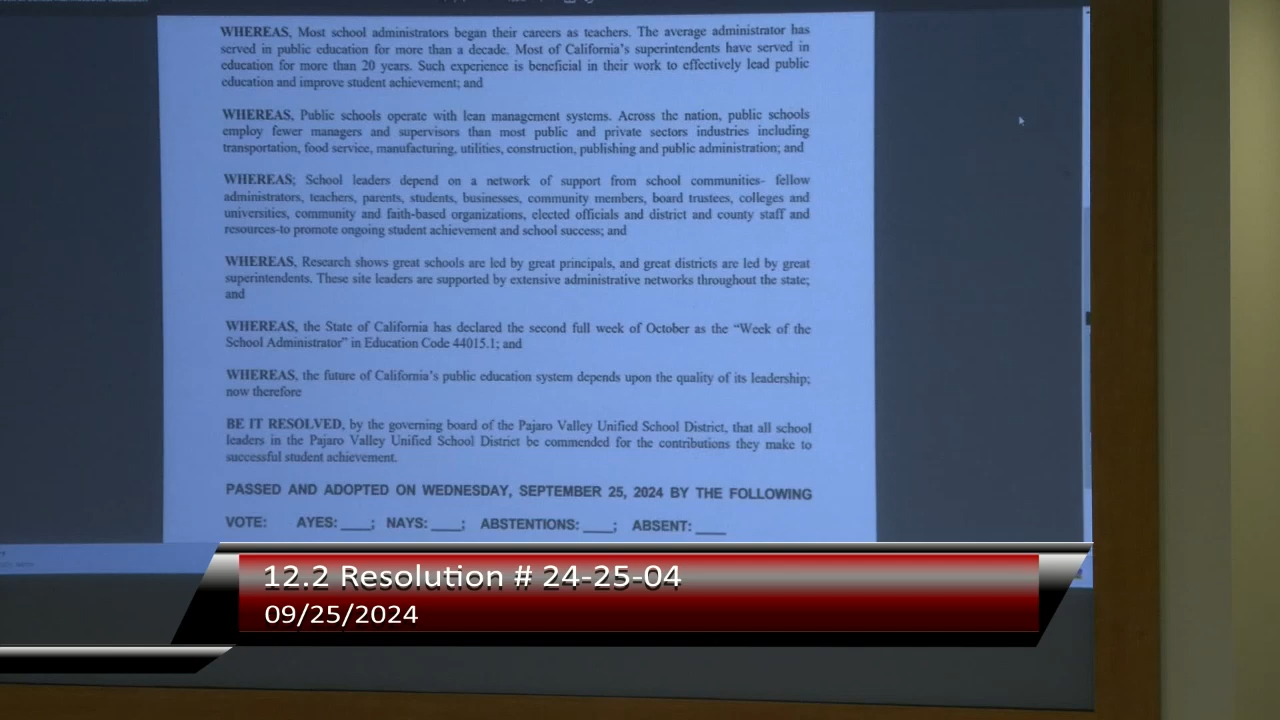 WHEREAS, Most school administrators began their careers as teachers. The average administrator has
served in public education for more than a decade. Most of California's superintendents have served in
education for more than 20 years. Such experience is beneficial in their work to effectively lead public
education and improve student achievement; and
WHEREAS, Public schools operate with lean management systems. Across the nation, public schools
employ fewer managers and supervisors than most public and private sectors industries including
transportation, food service, manufacturing, utilities, construction, publishing and public administration; and
WHEREAS; School leaders depend on a network of support from school communities- fellow
administrators, teachers, parents, students, businesses, community members, board trustees, colleges and
universities, community and faith-based organizations, elected officials and district and county staff and
resources-to promote ongoing student achievement and school success; and
WHEREAS, Research shows great schools are led by great principals, and great districts are led by great
superintendents. These site leaders are supported by extensive administrative networks throughout the state;
and
WHEREAS, the State of California has declared the second full week of October as the “Week of the
School Administrator” in Education Code 44015.1; and
WHEREAS, the future of California's public education system depends upon the quality of its leadership;
now therefore
BE IT RESOLVED, by the governing board of the Pajaro Valley Unified School District, that all school
leaders in the Pajaro Valley Unified School District be commended for the contributions they make to
successful student achievement.
PASSED AND ADOPTED ON WEDNESDAY, SEPTEMBER 25, 2024 BY THE FOLLOWING
VOTE: AYES: ____; NAYS: ____; ABSTENTIONS: ____; ABSENT: ____
12.2 Resolution # 24-25-04
09/25/2024